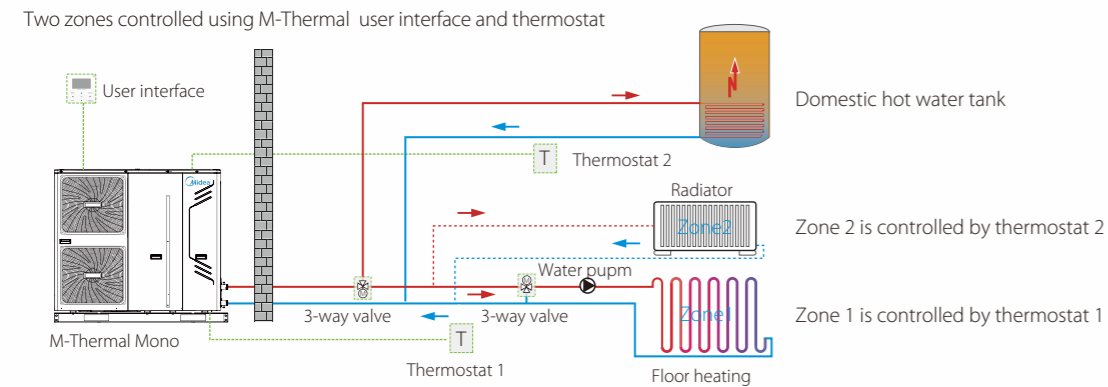 Two zones controlled using M-Thermal user interface and thermostat
User interface
Domestic hot water tank
T
Thermostat 2
Midea
Radiator
Zone2
Zone 2 is controlled by thermostat 2
Water pupm
3-way valve
3-way valve
Zone1
Zone 1 is controlled by thermostat 1
M-Thermal Mono
T
Thermostat 1
Floor heating